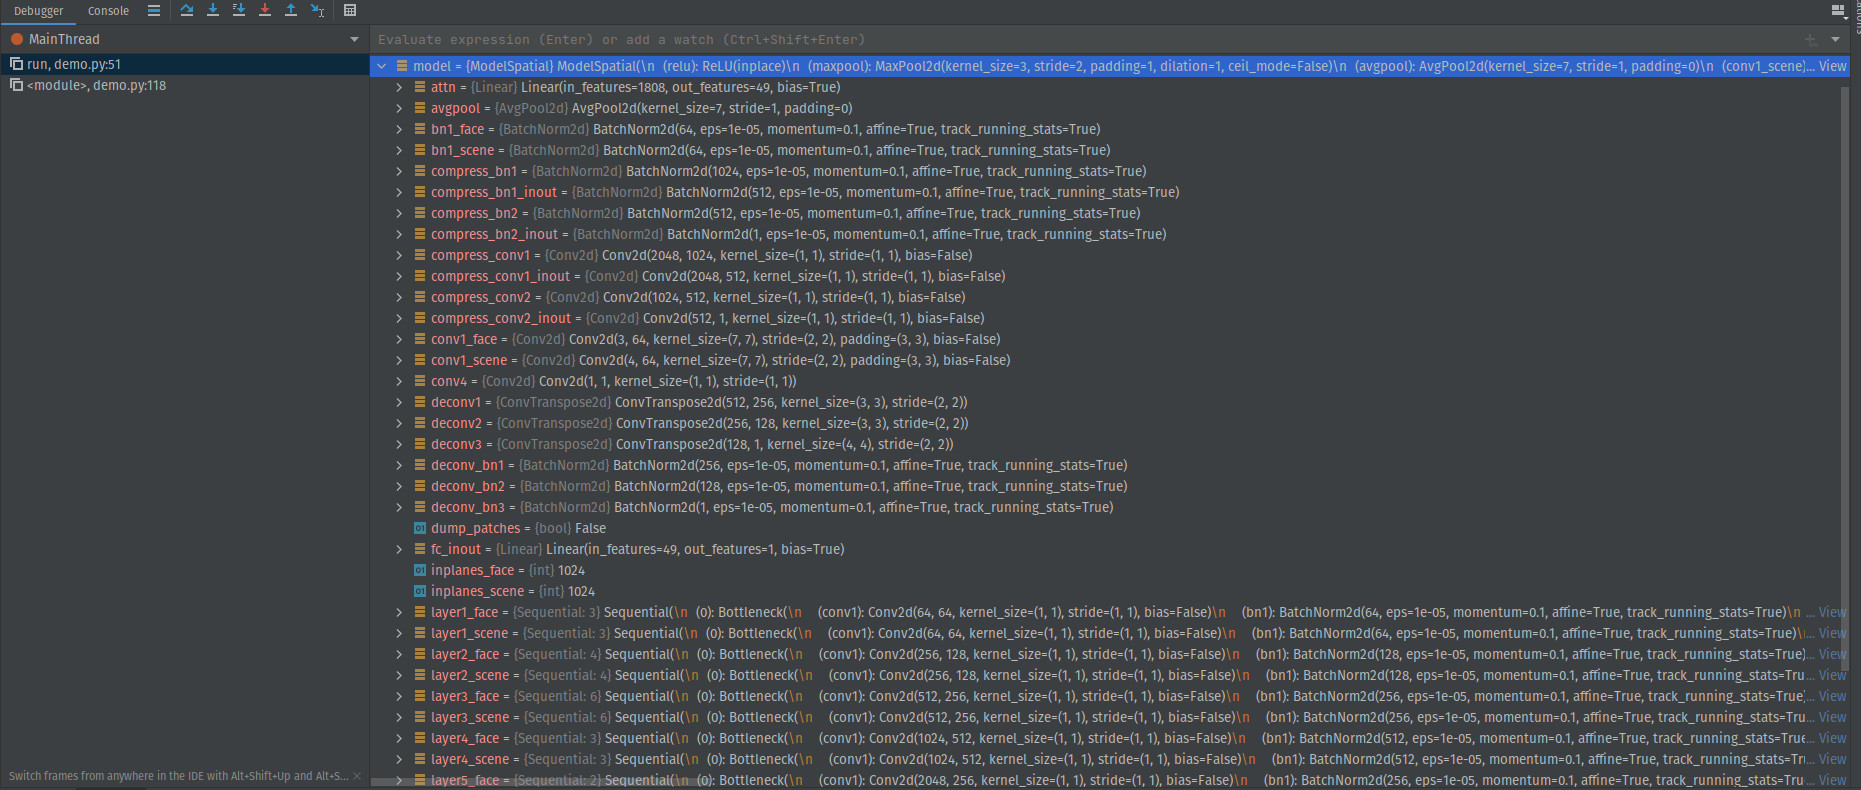 Debugger Console
MainThread
Evaluate expression (Enter) or add a watch (Ctrl+Shift+Enter)
run, demo.py:51
<module>, demo.py:118
model = {ModelSpatial} ModelSpatial(\n (relu): ReLU(inplace)\n (maxpool): MaxPool2d(kernel_size=3, stride=2, padding=1, dilation=1, ceil_mode=False)\n (avgpool): AvgPool2d(kernel_size=7, stride=1, padding=0)\n (conv1_scene)... View
attn = {Linear} Linear(in_features=1808, out_features=49, bias=True)
avgpool = {AvgPool2d} AvgPool2d(kernel_size=7, stride=1, padding=0)
bn1_face = {BatchNorm2d} BatchNorm2d(64, eps=1e-05, momentum=0.1, affine=True, track_running_stats=True)
bn1_scene = {BatchNorm2d} BatchNorm2d(64, eps=1e-05, momentum=0.1, affine=True, track_running_stats=True)
compress_bn1 = {BatchNorm2d} BatchNorm2d(1024, eps=1e-05, momentum=0.1, affine=True, track_running_stats=True)
compress_bn1_inout = {BatchNorm2d} BatchNorm2d(512, eps=1e-05, momentum=0.1, affine=True, track_running_stats=True)
compress_bn2 = {BatchNorm2d} BatchNorm2d(512, eps=1e-05, momentum=0.1, affine=True, track_running_stats=True)
compress_bn2_inout = {BatchNorm2d} BatchNorm2d(1, eps=1e-05, momentum=0.1, affine=True, track_running_stats=True)
compress_conv1 = {Conv2d} Conv2d(2048, 1024, kernel_size=(1, 1), stride=(1, 1), bias=False)
compress_conv1_inout = {Conv2d} Conv2d(2048, 512, kernel_size=(1, 1), stride=(1, 1), bias=False)
compress_conv2 = {Conv2d} Conv2d(1024, 512, kernel_size=(1, 1), stride=(1, 1), bias=False)
compress_conv2_inout = {Conv2d} Conv2d(512, 1, kernel_size=(1, 1), stride=(1, 1), bias=False)
conv1_face = {Conv2d} Conv2d(3, 64, kernel_size=(7, 7), stride=(2, 2), padding=(3, 3), bias=False)
conv1_scene = {Conv2d} Conv2d(4, 64, kernel_size=(7, 7), stride=(2, 2), padding=(3, 3), bias=False)
conv4 = {Conv2d} Conv2d(1, 1, kernel_size=(1, 1), stride=(1, 1))
deconv1 = {ConvTranspose2d} ConvTranspose2d(512, 256, kernel_size=(3, 3), stride=(2, 2))
deconv2 = {ConvTranspose2d} ConvTranspose2d(256, 128, kernel_size=(3, 3), stride=(2, 2))
deconv3 = {ConvTranspose2d} ConvTranspose2d(128, 1, kernel_size=(4, 4), stride=(2, 2))
deconv_bn1 = {BatchNorm2d} BatchNorm2d(256, eps=1e-05, momentum=0.1, affine=True, track_running_stats=True)
deconv_bn2 = {BatchNorm2d} BatchNorm2d(128, eps=1e-05, momentum=0.1, affine=True, track_running_stats=True)
deconv_bn3 = {BatchNorm2d} BatchNorm2d(1, eps=1e-05, momentum=0.1, affine=True, track_running_stats=True)
dump_patches = {bool} False
fc_inout = {Linear} Linear(in_features=49, out_features=1, bias=True)
inplanes_face = {int} 1024
inplanes_scene = {int} 1024
layer1_face = {Sequential: 3} Sequential(\n (0): Bottleneck(\n (conv1): Conv2d(64, 64, kernel_size=(1, 1), stride=(1, 1), bias=False)\n (bn1): BatchNorm2d(64, eps=1e-05, momentum=0.1, affine=True, track_running_stats=True)\n ... View
layer1_scene = {Sequential: 3} Sequential(\n (0): Bottleneck(\n (conv1): Conv2d(64, 64, kernel_size=(1, 1), stride=(1, 1), bias=False)\n (bn1): BatchNorm2d(64, eps=1e-05, momentum=0.1, affine=True, track_running_stats=True)\... View
layer2_face = {Sequential: 4} Sequential(\n (0): Bottleneck(\n (conv1): Conv2d(256, 128, kernel_size=(1, 1), stride=(1, 1), bias=False)\n (bn1): BatchNorm2d(128, eps=1e-05, momentum=0.1, affine=True, track_running_stats=True)... View
layer2_scene = {Sequential: 4} Sequential(\n (0): Bottleneck(\n (conv1): Conv2d(256, 128, kernel_size=(1, 1), stride=(1, 1), bias=False)\n (bn1): BatchNorm2d(128, eps=1e-05, momentum=0.1, affine=True, track_running_stats=Tru... View
layer3_face = {Sequential: 6} Sequential(\n (0): Bottleneck(\n (conv1): Conv2d(512, 256, kernel_size=(1, 1), stride=(1, 1), bias=False)\n (bn1): BatchNorm2d(256, eps=1e-05, momentum=0.1, affine=True, track_running_stats=True... View
layer3_scene = {Sequential: 6} Sequential(\n (0): Bottleneck(\n (conv1): Conv2d(512, 256, kernel_size=(1, 1), stride=(1, 1), bias=False)\n (bn1): BatchNorm2d(256, eps=1e-05, momentum=0.1, affine=True, track_running_stats=Tru... View
layer4_face = {Sequential: 3} Sequential(\n (0): Bottleneck(\n (conv1): Conv2d(1024, 512, kernel_size=(1, 1), stride=(1, 1), bias=False)\n (bn1): BatchNorm2d(512, eps=1e-05, momentum=0.1, affine=True, track_running_stats=True... View
layer4_scene = {Sequential: 3} Sequential(\n (0): Bottleneck(\n (conv1): Conv2d(1024, 512, kernel_size=(1, 1), stride=(1, 1), bias=False)\n (bn1): BatchNorm2d(512, eps=1e-05, momentum=0.1, affine=True, track_running_stats=Tr... View
layer5_face = {Sequential: 2} Sequential(\n (0): Bottleneck(\n (conv1): Conv2d(2048, 256, kernel_size=(1, 1), stride=(1, 1), bias=False)\n (bn1): BatchNorm2d(256, eps=1e-05, momentum=0.1, affine=True, track_running_stats=Tru... View
Switch frames from anywhere in the IDE with Alt+Shift+Up and Alt+S...